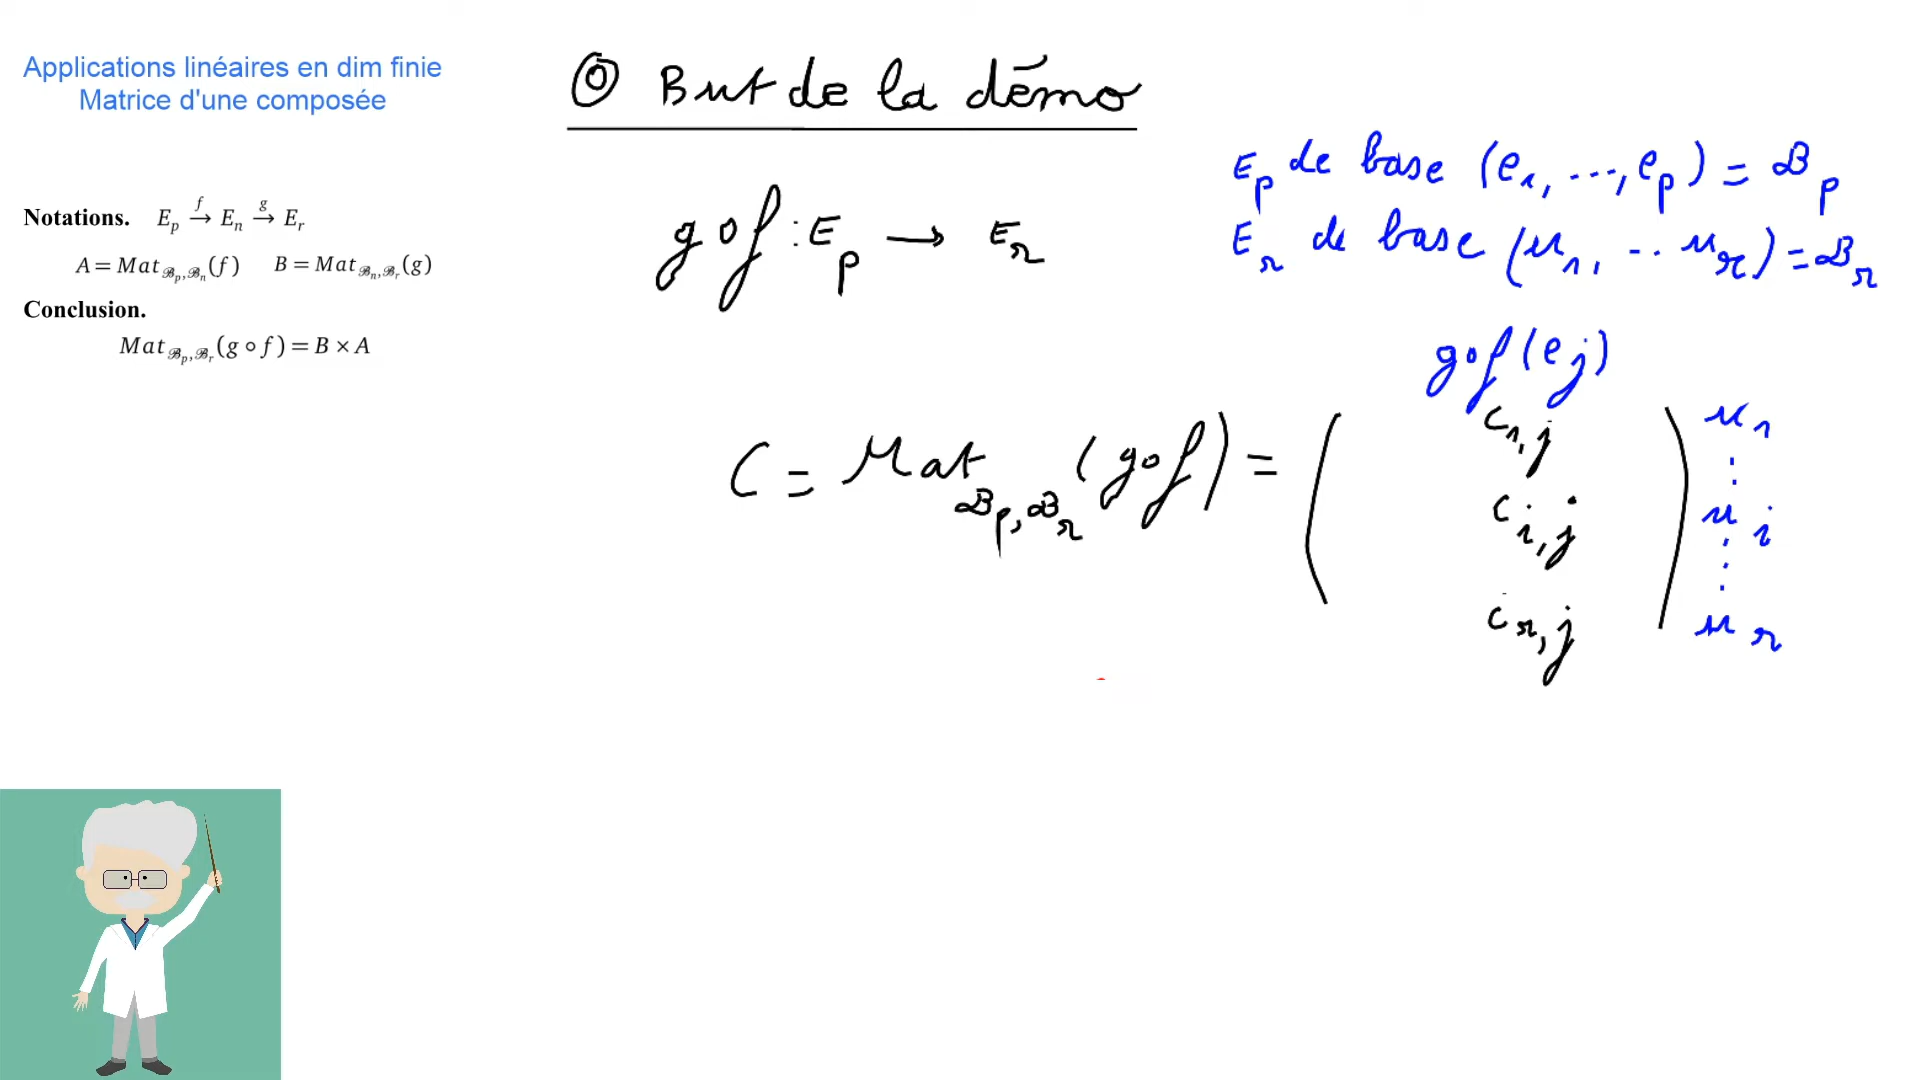 Applications linéaires en dim finie
Matrice d'une composée
Notations. E_p →^f E_n →^g E_r
A = Mat_{ℬ_p,ℬ_n}(f) B = Mat_{ℬ_n,ℬ_r}(g)
Conclusion.
Mat_{ℬ_p,ℬ_r}(g ∘ f) = B × A
⓪ But de la démo
E_p de base (e_1, ..., e_p) = ℬ_p
g∘f : E_p → E_r
E_r de base (u_1, .. u_r) = ℬ_r
g∘f(e_j)
C = Mat_{ℬ_p,ℬ_r}(g∘f) = (
c_{1,j}
c_{i,j}
c_{r,j}
)
u_1
⋮
u_i
⋮
u_r